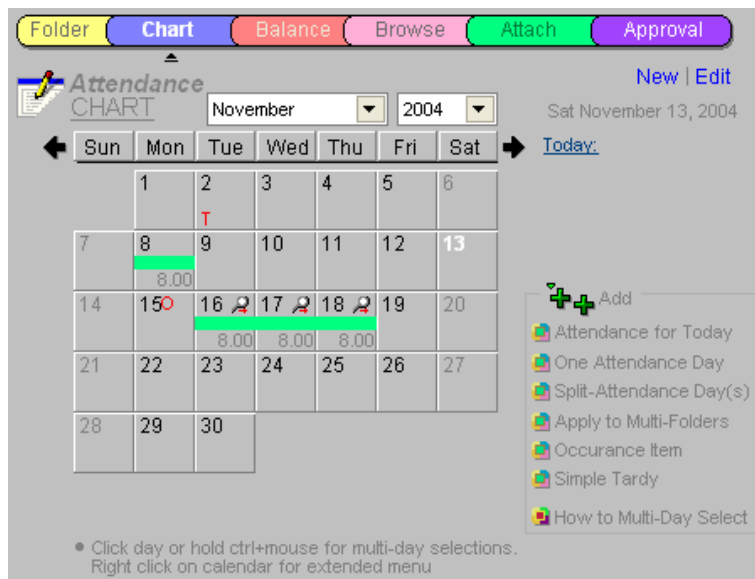 Folder Chart Balance Browse Attach Approval
New | Edit
Attendance
CHART
November 2004
Sat November 13, 2004
Sun Mon Tue Wed Thu Fri Sat
Today:
1 2 3 4 5 6
T
7 8 9 10 11 12 13
8.00
14 15 O 16 17 18 19 20
8.00 8.00 8.00
21 22 23 24 25 26 27
28 29 30
Add
Attendance for Today
One Attendance Day
Split-Attendance Day(s)
Apply to Multi-Folders
Occurance Item
Simple Tardy
How to Multi-Day Select
• Click day or hold ctrl+mouse for multi-day selections.
Right click on calendar for extended menu